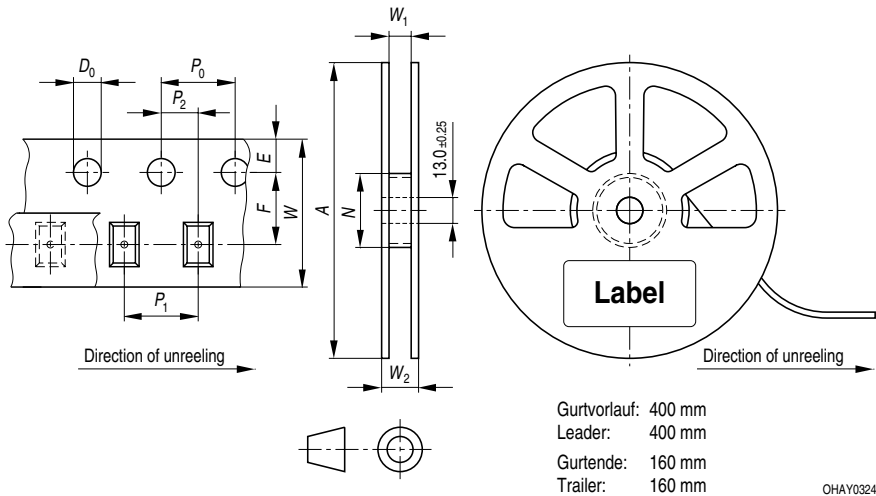 W1
D0
P0
P2
E
F
W
A
N
13.0±0.25
P1
W2
Label
Direction of unreeling
Direction of unreeling
Gurtvorlauf: 400 mm
Leader: 400 mm
Gurtende: 160 mm
Trailer: 160 mm
OHAY0324